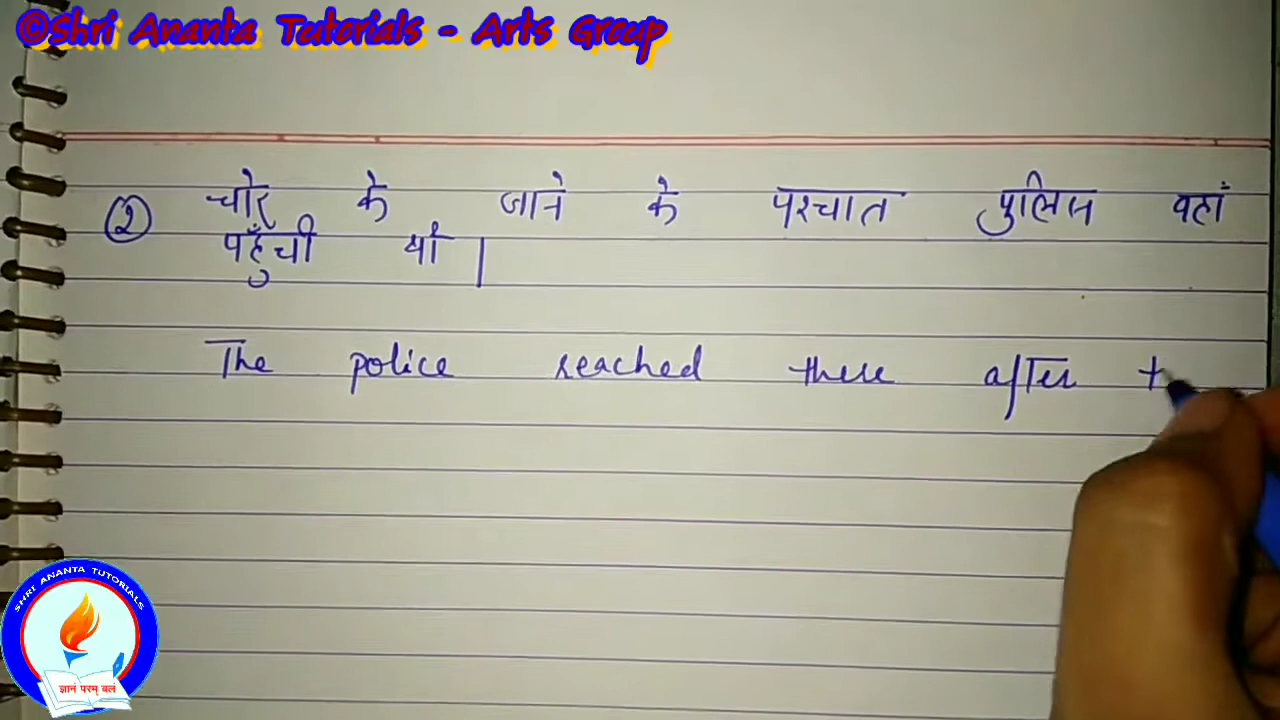 ©Shri Ananta Tutorials - Arts Group
② चोर के जाने के पश्चात पुलिस वहां
पहुँची थी |
The police reached there after t
SHRI ANANTA TUTORIALS
ज्ञानं परमं बलं